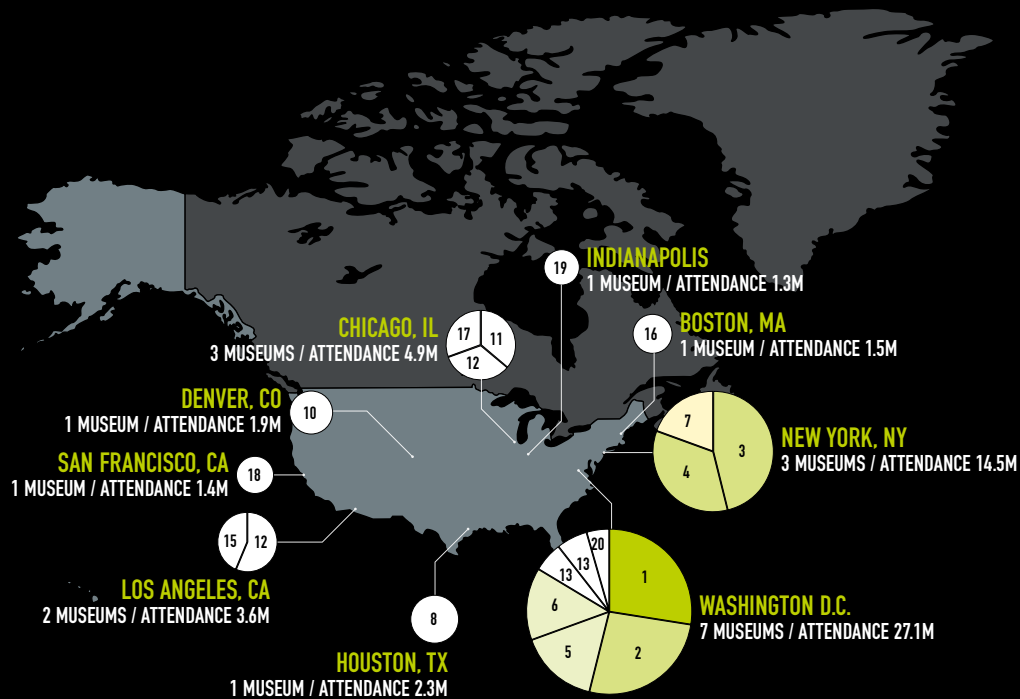 INDIANAPOLIS
1 MUSEUM / ATTENDANCE 1.3M
19
CHICAGO, IL
3 MUSEUMS / ATTENDANCE 4.9M
17
11
12
BOSTON, MA
1 MUSEUM / ATTENDANCE 1.5M
16
DENVER, CO
1 MUSEUM / ATTENDANCE 1.9M
10
NEW YORK, NY
3 MUSEUMS / ATTENDANCE 14.5M
7
3
4
SAN FRANCISCO, CA
1 MUSEUM / ATTENDANCE 1.4M
18
15
12
LOS ANGELES, CA
2 MUSEUMS / ATTENDANCE 3.6M
8
HOUSTON, TX
1 MUSEUM / ATTENDANCE 2.3M
20
13
13
1
6
5
2
WASHINGTON D.C.
7 MUSEUMS / ATTENDANCE 27.1M